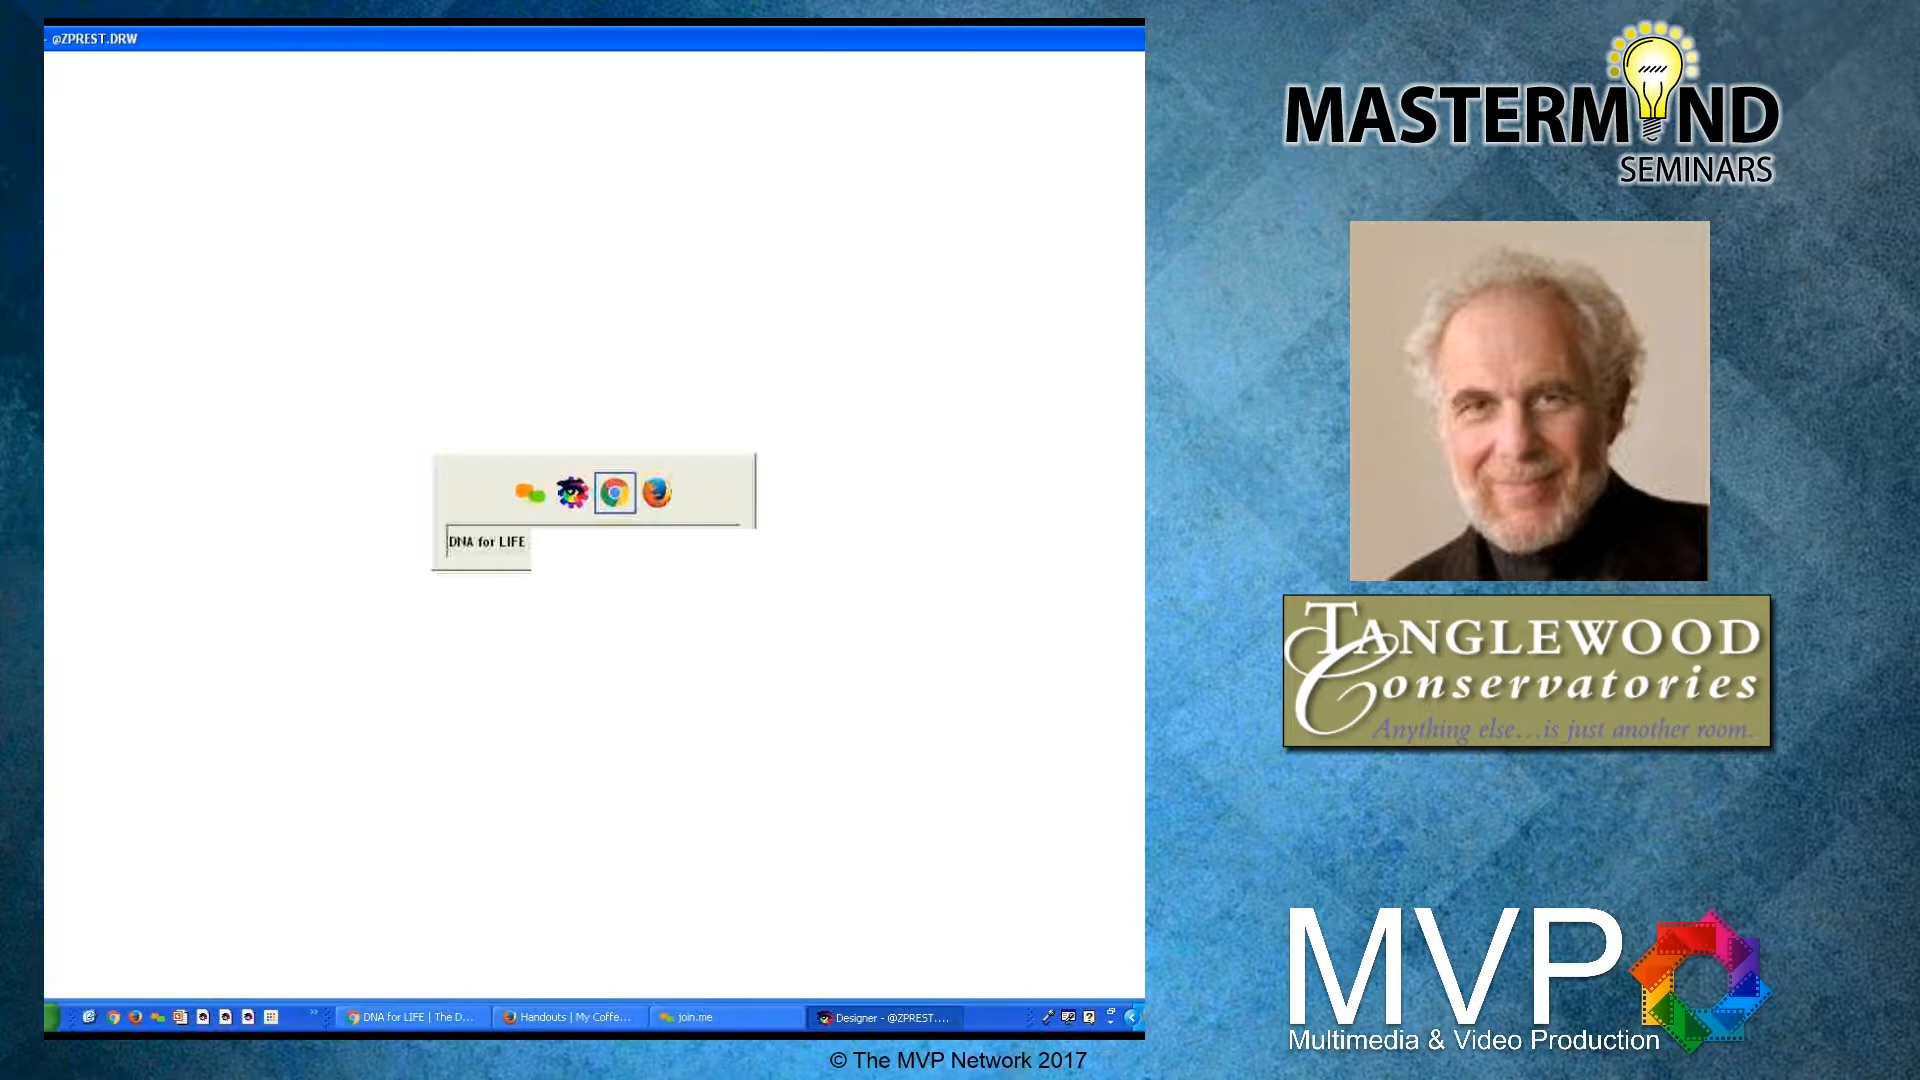 - @ZPREST.DRW
DNA for LIFE
DNA for LIFE | The D...
Handouts | My Coffe...
join.me
Designer - @ZPREST....
MASTERMIND
SEMINARS
TANGLEWOOD
Conservatories
Anything else...is just another room.
MVP
Multimedia & Video Production
© The MVP Network 2017